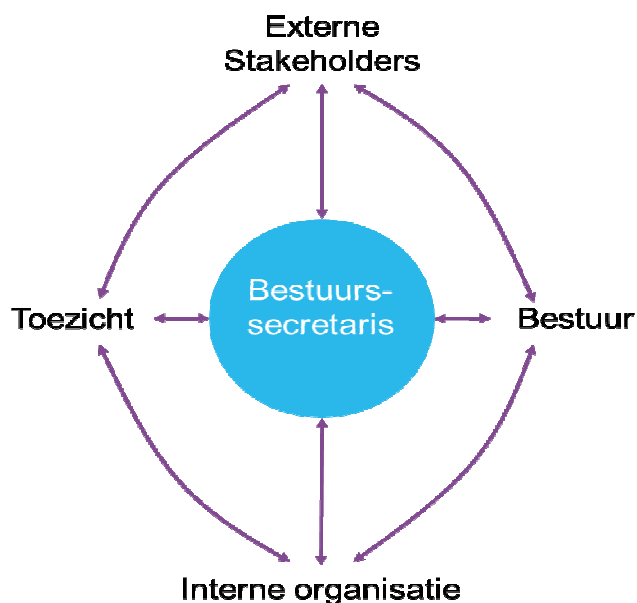 Externe
Stakeholders
Bestuurs-
secretaris
Toezicht
Bestuur
Interne organisatie